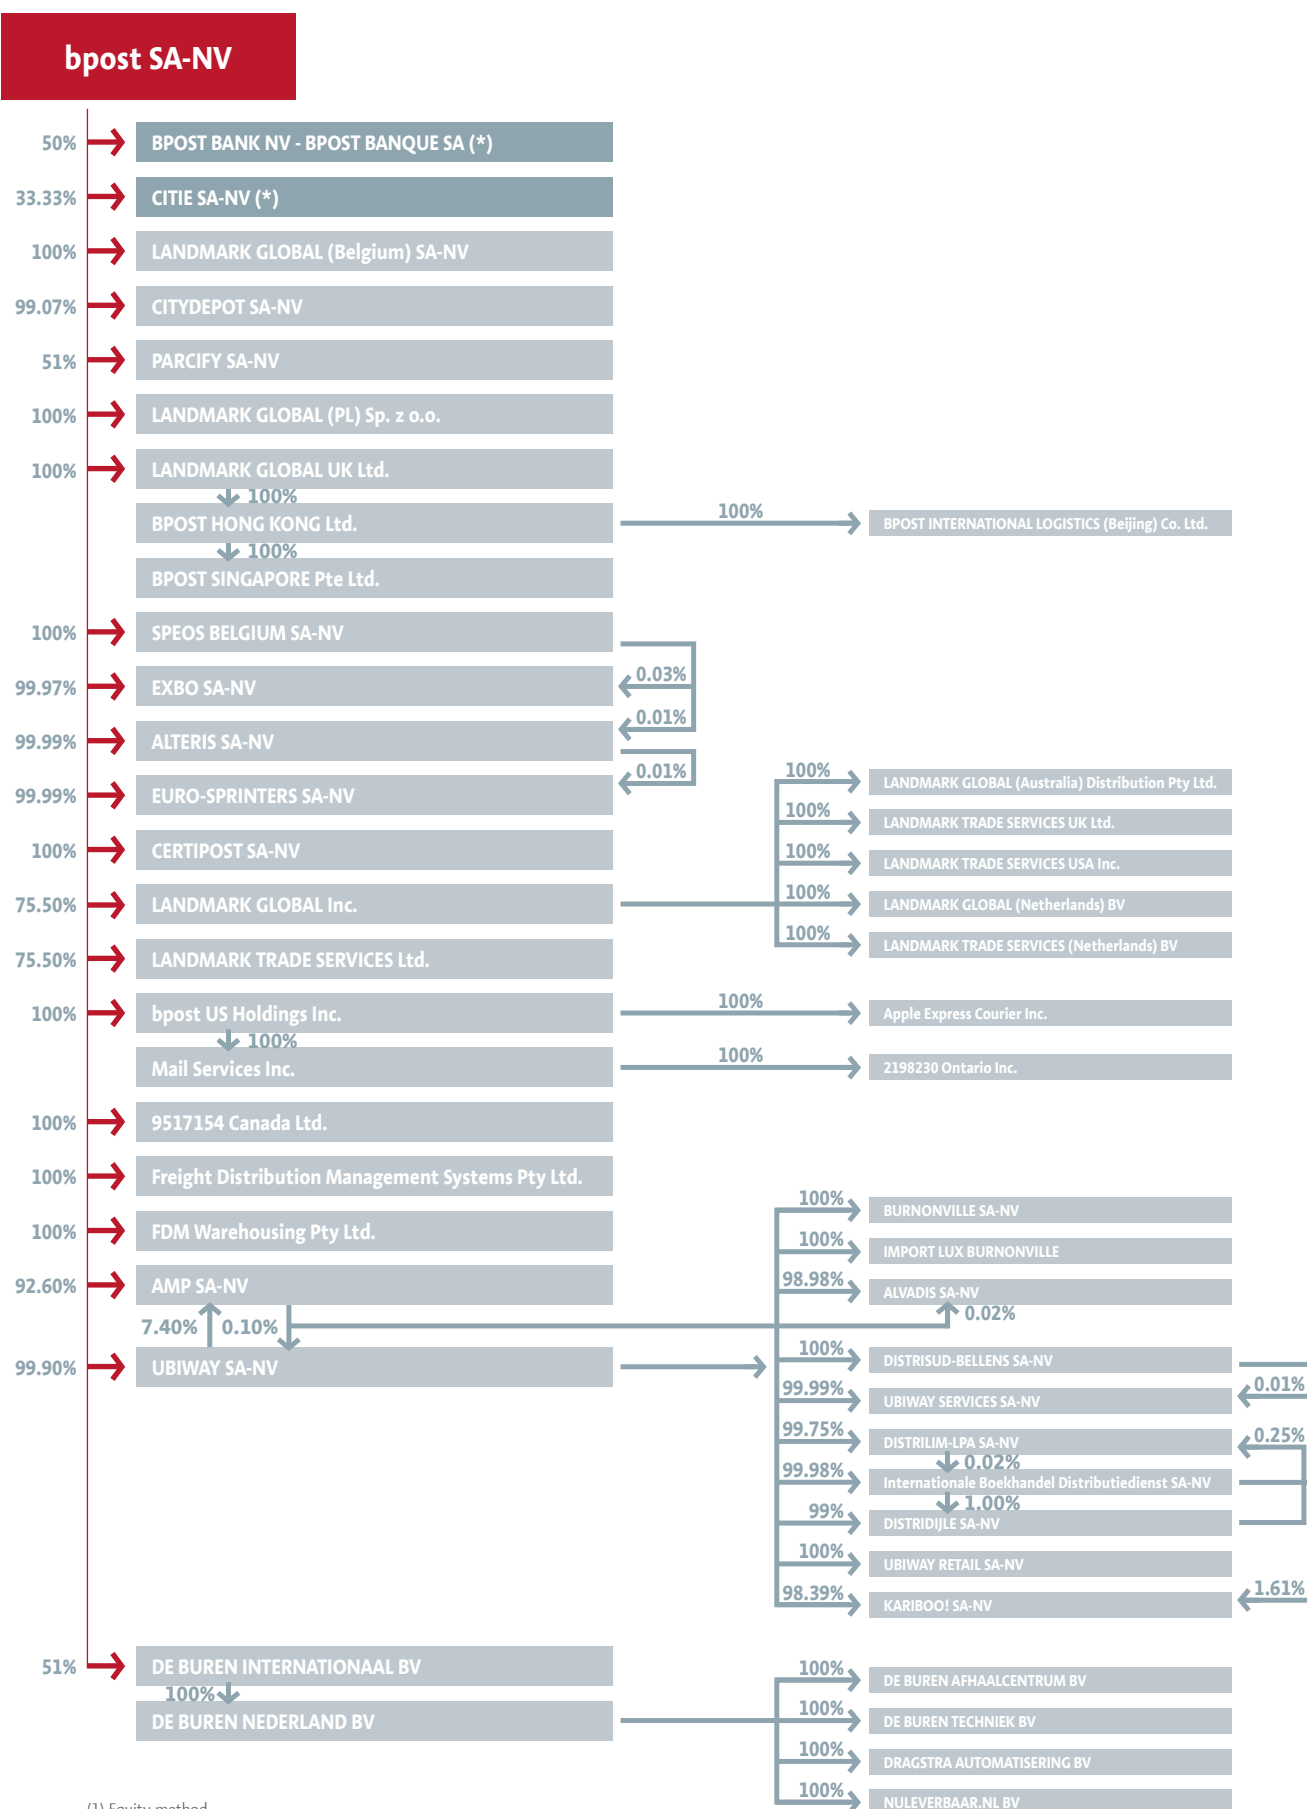 bpost SA-NV
50% BPOST BANK NV - BPOST BANQUE SA (*)
33.33% CITIE SA-NV (*)
100% LANDMARK GLOBAL (Belgium) SA-NV
99.07% CITYDEPOT SA-NV
51% PARCIFY SA-NV
100% LANDMARK GLOBAL (PL) Sp. z o.o.
100% LANDMARK GLOBAL UK Ltd.
100%
BPOST HONG KONG Ltd. 100% BPOST INTERNATIONAL LOGISTICS (Beijing) Co. Ltd.
100%
BPOST SINGAPORE Pte Ltd.
100% SPEOS BELGIUM SA-NV
0.03%
99.97% EXBO SA-NV
0.01%
99.99% ALTERIS SA-NV
0.01%
99.99% EURO-SPRINTERS SA-NV
100% CERTIPOST SA-NV
75.50% LANDMARK GLOBAL Inc.
100% LANDMARK GLOBAL (Australia) Distribution Pty Ltd.
100% LANDMARK TRADE SERVICES UK Ltd.
100% LANDMARK TRADE SERVICES USA Inc.
100% LANDMARK GLOBAL (Netherlands) BV
100% LANDMARK TRADE SERVICES (Netherlands) BV
75.50% LANDMARK TRADE SERVICES Ltd.
100% bpost US Holdings Inc. 100% Apple Express Courier Inc.
100%
Mail Services Inc. 100% 2198230 Ontario Inc.
100% 9517154 Canada Ltd.
100% Freight Distribution Management Systems Pty Ltd.
100% FDM Warehousing Pty Ltd.
92.60% AMP SA-NV
7.40% 0.10%
99.90% UBIWAY SA-NV
100% BURNONVILLE SA-NV
100% IMPORT LUX BURNONVILLE
98.98% ALVADIS SA-NV
0.02%
100% DISTRISUD-BELLENS SA-NV
0.01%
99.99% UBIWAY SERVICES SA-NV
0.25%
99.75% DISTRILIM-LPA SA-NV
0.02%
99.98% Internationale Boekhandel Distributiedienst SA-NV
1.00%
99% DISTRIDIJLE SA-NV
100% UBIWAY RETAIL SA-NV
98.39% KARIBOO! SA-NV 1.61%
51% DE BUREN INTERNATIONAAL BV
100%
DE BUREN NEDERLAND BV
100% DE BUREN AFHAALCENTRUM BV
100% DE BUREN TECHNIEK BV
100% DRAGSTRA AUTOMATISERING BV
100% NULEVERBAAR.NL BV
(1) Equity method